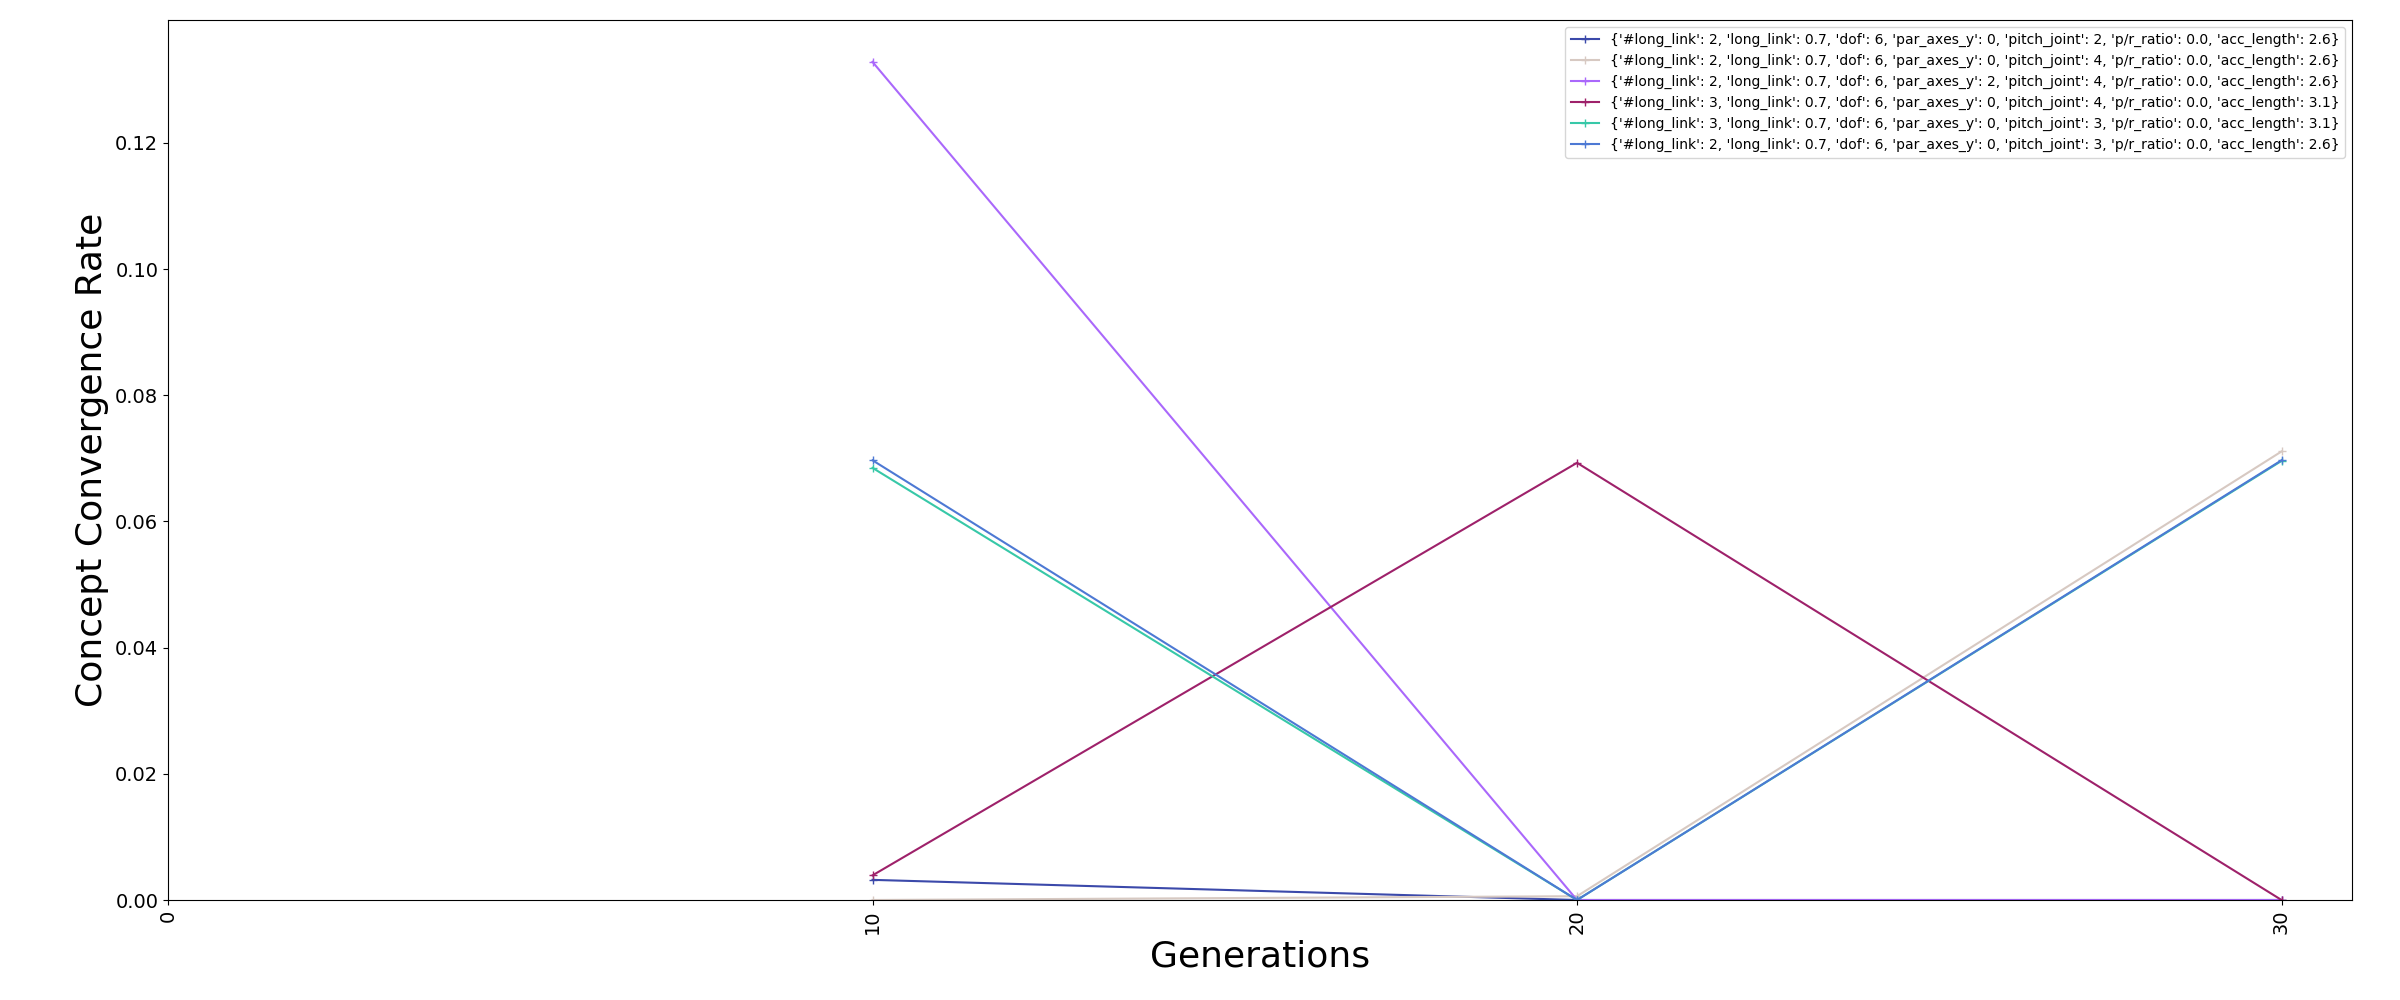 {'#long_link': 2, 'long_link': 0.7, 'dof': 6, 'par_axes_y': 0, 'pitch_joint': 2, 'p/r_ratio': 0.0, 'acc_length': 2.6}
{'#long_link': 2, 'long_link': 0.7, 'dof': 6, 'par_axes_y': 0, 'pitch_joint': 4, 'p/r_ratio': 0.0, 'acc_length': 2.6}
{'#long_link': 2, 'long_link': 0.7, 'dof': 6, 'par_axes_y': 2, 'pitch_joint': 4, 'p/r_ratio': 0.0, 'acc_length': 2.6}
{'#long_link': 3, 'long_link': 0.7, 'dof': 6, 'par_axes_y': 0, 'pitch_joint': 4, 'p/r_ratio': 0.0, 'acc_length': 3.1}
{'#long_link': 3, 'long_link': 0.7, 'dof': 6, 'par_axes_y': 0, 'pitch_joint': 3, 'p/r_ratio': 0.0, 'acc_length': 3.1}
{'#long_link': 2, 'long_link': 0.7, 'dof': 6, 'par_axes_y': 0, 'pitch_joint': 3, 'p/r_ratio': 0.0, 'acc_length': 2.6}
Concept Convergence Rate
0.12
0.10
0.08
0.06
0.04
0.02
0.00
0
10
20
30
Generations